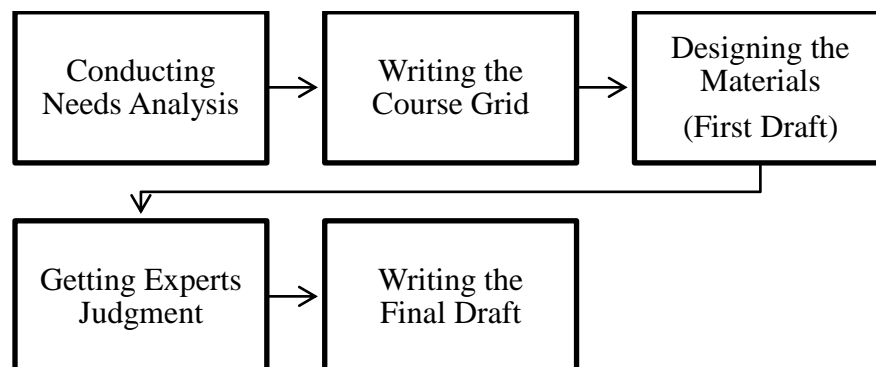 Conducting
Needs Analysis
Writing the
Course Grid
Designing the
Materials
(First Draft)
Getting Experts
Judgment
Writing the
Final Draft